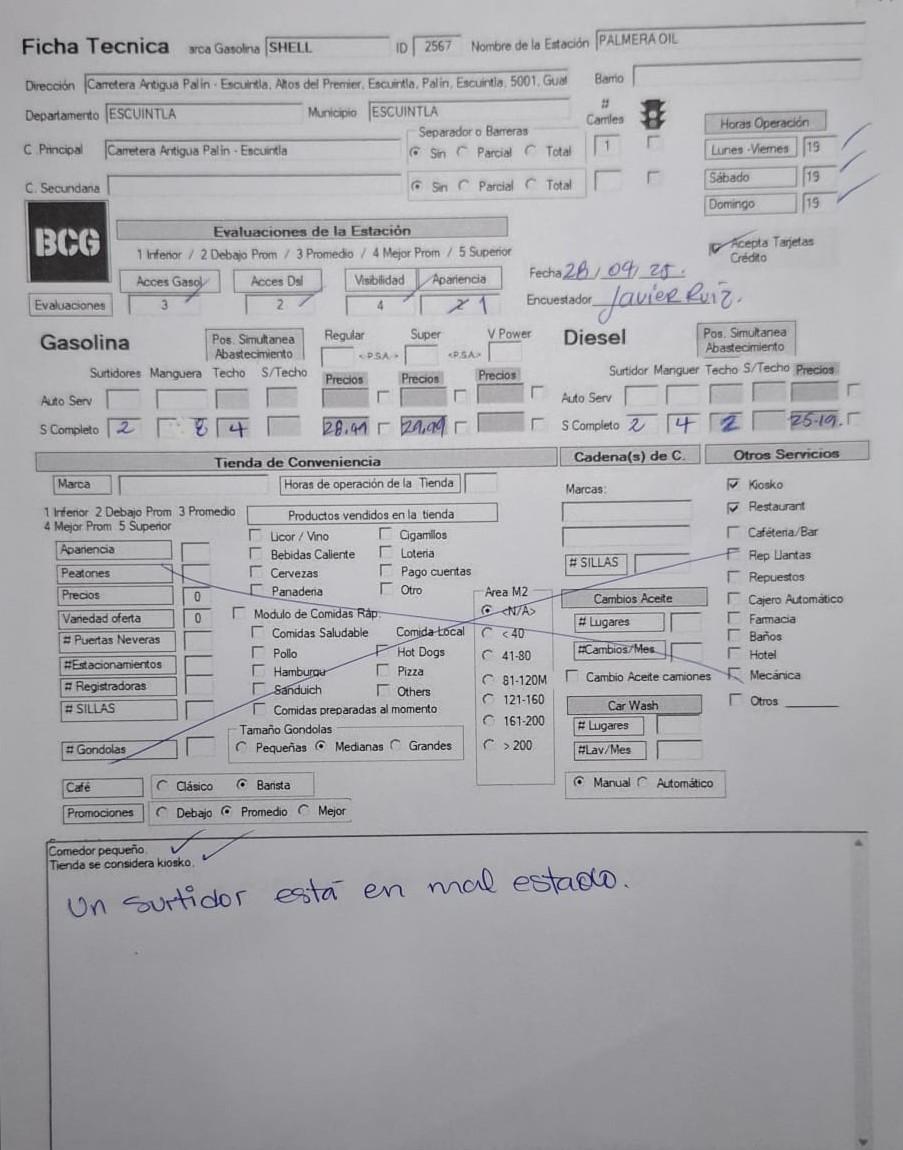 Ficha Tecnica arca Gasolina SHELL ID 2567 Nombre de la Estación PALMERA OIL
Dirección Carretera Antigua Palín - Escuintla, Altos del Premier, Escuintla, Palín, Escuintla, 5001, Guat Barrio
Departamento ESCUINTLA Municipio ESCUINTLA # Carriles
Separador o Barreras Horas Operación
C .Principal Carretera Antigua Palín - Escuintla Sin Parcial Total 1 Lunes -Viernes 19
C. Secundaria Sin Parcial Total Sábado 19
Domingo 19
BCG
Evaluaciones de la Estación
1 Inferior / 2 Debajo Prom / 3 Promedio / 4 Mejor Prom / 5 Superior
Acepta Tarjetas Crédito
Acces Gasol Acces Dsl Visibilidad Apariencia Fecha 28/09/25.
Evaluaciones 3 2 4 1 Encuestador Javier Ruiz.
Gasolina Pos. Simultanea Abastecimiento Regular Super V Power Diesel Pos. Simultanea Abastecimiento
<-P.S.A.-> <-P.S.A.->
Surtidores Manguera Techo S/Techo Precios Precios Precios Surtidor Manguer Techo S/Techo Precios
Auto Serv Auto Serv
S Completo 2 8 4 28.99 29.99 S Completo 2 4 2 25-19.
Tienda de Conveniencia Cadena(s) de C. Otros Servicios
Marca Horas de operación de la Tienda Marcas: Kiosko
1 Inferior 2 Debajo Prom 3 Promedio
4 Mejor Prom 5 Superior
Productos vendidos en la tienda Restaurant
Licor / Vino Cigarrillos Caféteria/Bar
Apariencia Bebidas Caliente Loteria # SILLAS Rep Llantas
Peatones Cervezas Pago cuentas Repuestos
Precios 0 Panaderia Otro Area M2 Cambios Aceite Cajero Automático
Variedad oferta 0 Modulo de Comidas Ráp. <N/A> # Lugares Farmacia
# Puertas Neveras Comidas Saludable Comida Local < 40 Baños
#Estacionamientos Pollo Hot Dogs 41-80 #Cambios/Mes Hotel
# Registradoras Hamburgu Pizza 81-120M Cambio Aceite camiones Mecánica
# SILLAS Sanduich Others 121-160 Car Wash Otros
Comidas preparadas al momento 161-200 # Lugares
Tamaño Gondolas
# Gondolas Pequeñas Medianas Grandes > 200 #Lav/Mes
Café Clásico Barista Manual Automático
Promociones Debajo Promedio Mejor
Comedor pequeño.
Tienda se considera kiosko.
Un surtidor está en mal estado.